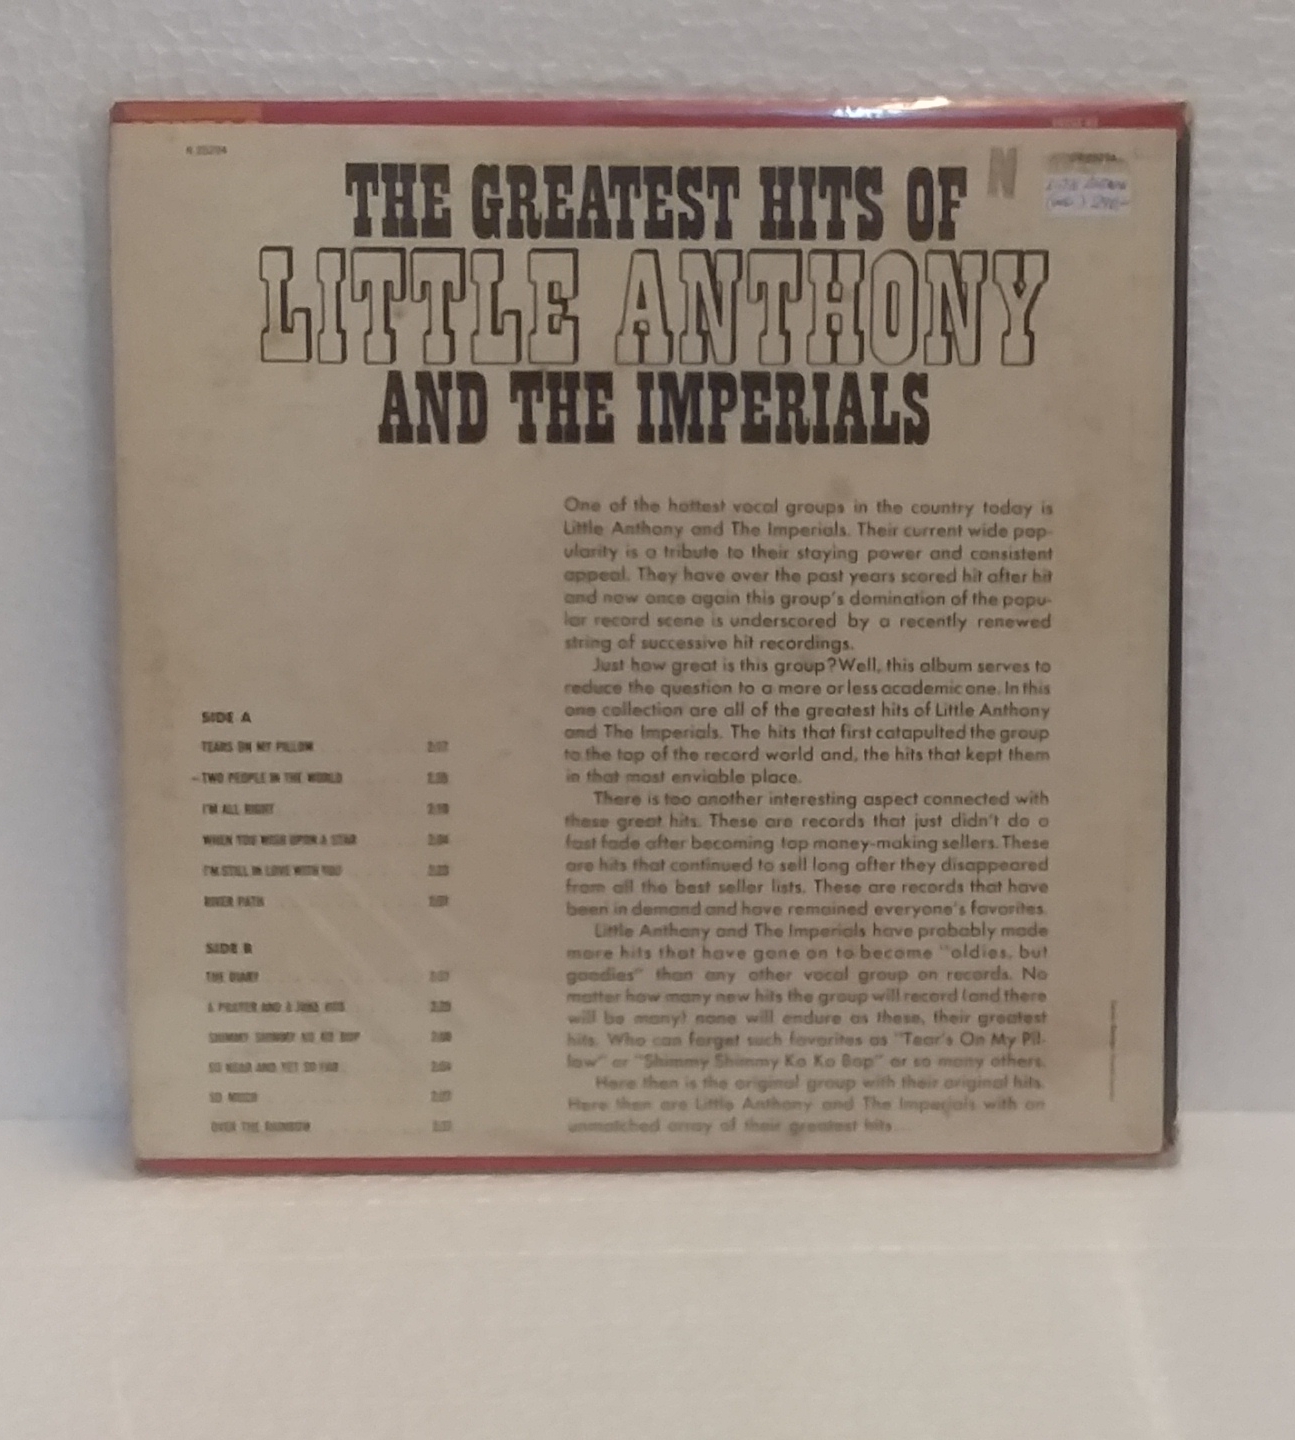 THE GREATEST HITS OF
LITTLE ANTHONY
AND THE IMPERIALS
One of the hottest vocal groups in the country today is
Little Anthony and The Imperials. Their current wide pop-
ularity is a tribute to their staying power and consistent
appeal. They have over the past years scored hit after hit
and now once again this group's domination of the popu-
lar record scene is underscored by a recently renewed
string of successive hit recordings.
Just how great is this group? Well, this album serves to
reduce the question to a more or less academic one. In this
one collection are all of the greatest hits of Little Anthony
and The Imperials. The hits that first catapulted the group
to the top of the record world and, the hits that kept them
in that most enviable place.
There is too another interesting aspect connected with
these great hits. These are records that just didn't do a
fast fade after becoming top money-making sellers. These
are hits that continued to sell long after they disappeared
from all the best seller lists. These are records that have
been in demand and have remained everyone's favorites.
Little Anthony and The Imperials have probably made
more hits that have gone on to become "oldies, but
goodies" than any other vocal group on records. No
matter how many new hits the group will record (and there
will be many) none will endure as these, their greatest
hits. Who can forget such favorites as "Tear's On My Pil-
low" or "Shimmy Shimmy Ko Ko Bop" or so many others.
Here then is the original group with their original hits.
Here then are Little Anthony and The Imperials with an
unmatched array of their greatest hits...
SIDE A
TEARS ON MY PILLOW
TWO PEOPLE IN THE WORLD
I'M ALL RIGHT
WHEN YOU WISH UPON A STAR
I'M STILL IN LOVE WITH YOU
RIVER PATH
SIDE B
THE DIARY
A PRAYER AND A JUKE BOX
SHIMMY SHIMMY KO KO BOP
SO NEAR AND YET SO FAR
SO MUCH
OVER THE RAINBOW